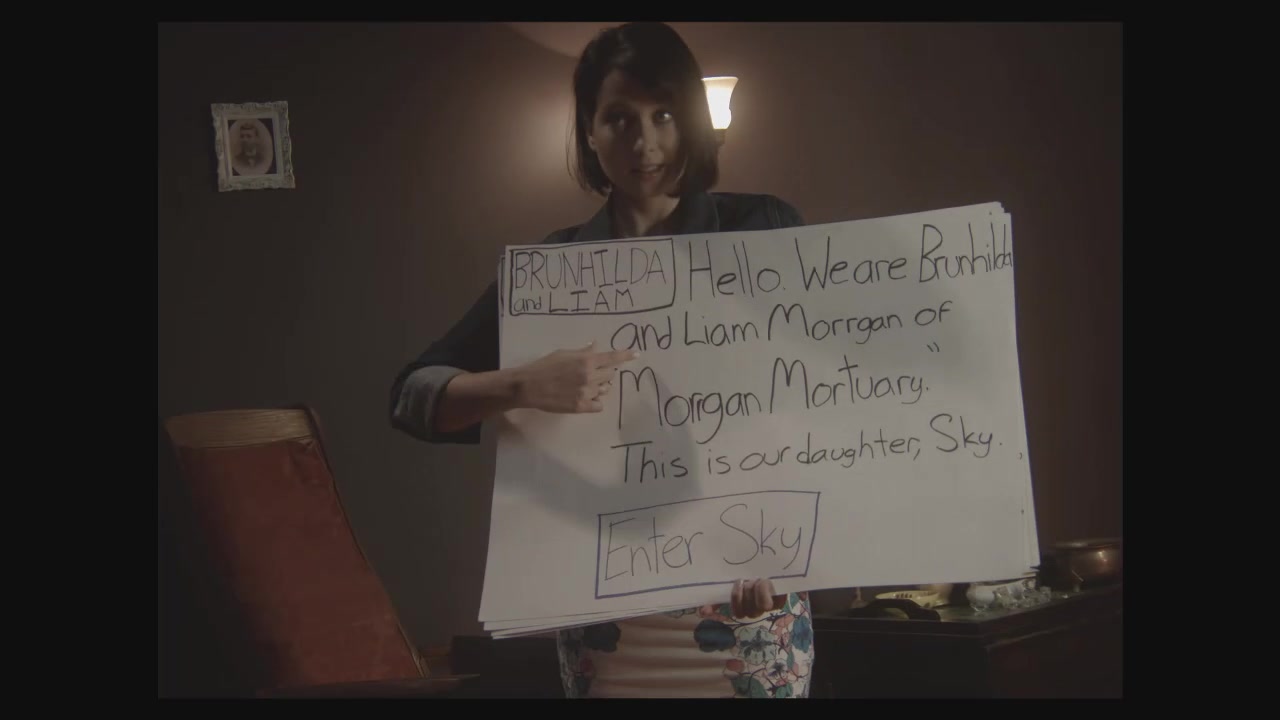 BRUNHILDA
and LIAM
Hello. We are Brunhilda
and Liam Morrgan of
"Morrgan Mortuary."
This is our daughter, Sky.
Enter Sky